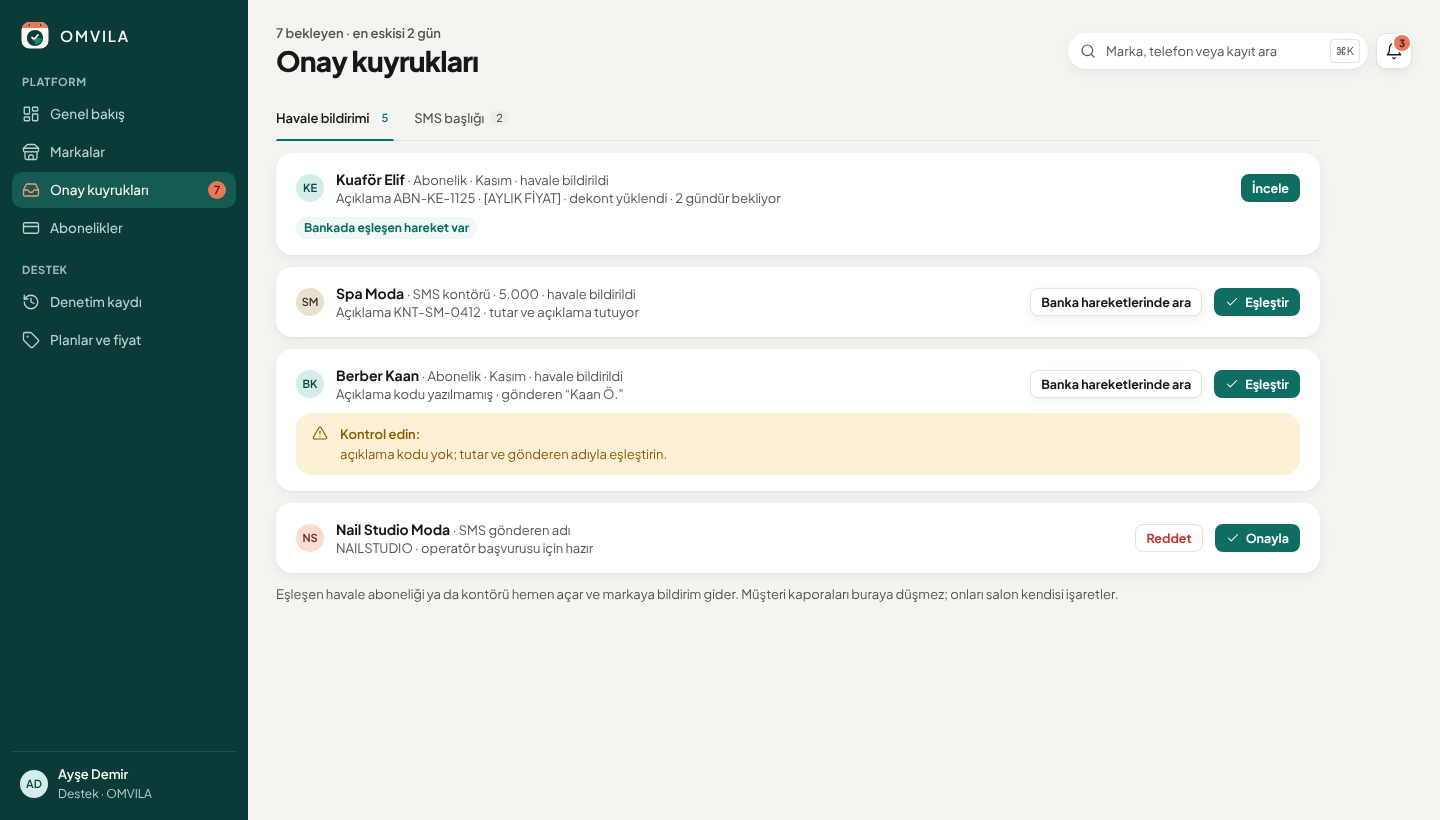 OMVILA
PLATFORM
Genel bakış
Markalar
Onay kuyrukları 7
Abonelikler
DESTEK
Denetim kaydı
Planlar ve fiyat
AD
Ayşe Demir
Destek · OMVILA
7 bekleyen · en eskisi 2 gün
Onay kuyrukları
Marka, telefon veya kayıt ara ⌘K
3
Havale bildirimi 5 SMS başlığı 2
KE
Kuaför Elif · Abonelik · Kasım · havale bildirildi
Açıklama ABN-KE-1125 · [AYLIK FİYAT] · dekont yüklendi · 2 gündür bekliyor
İncele
Bankada eşleşen hareket var
SM
Spa Moda · SMS kontörü · 5.000 · havale bildirildi
Açıklama KNT-SM-0412 · tutar ve açıklama tutuyor
Banka hareketlerinde ara Eşleştir
BK
Berber Kaan · Abonelik · Kasım · havale bildirildi
Açıklama kodu yazılmamış · gönderen “Kaan Ö.”
Banka hareketlerinde ara Eşleştir
Kontrol edin:
açıklama kodu yok; tutar ve gönderen adıyla eşleştirin.
NS
Nail Studio Moda · SMS gönderen adı
NAILSTUDIO · operatör başvurusu için hazır
Reddet Onayla
Eşleşen havale aboneliği ya da kontörü hemen açar ve markaya bildirim gider. Müşteri kaporaları buraya düşmez; onları salon kendisi işaretler.